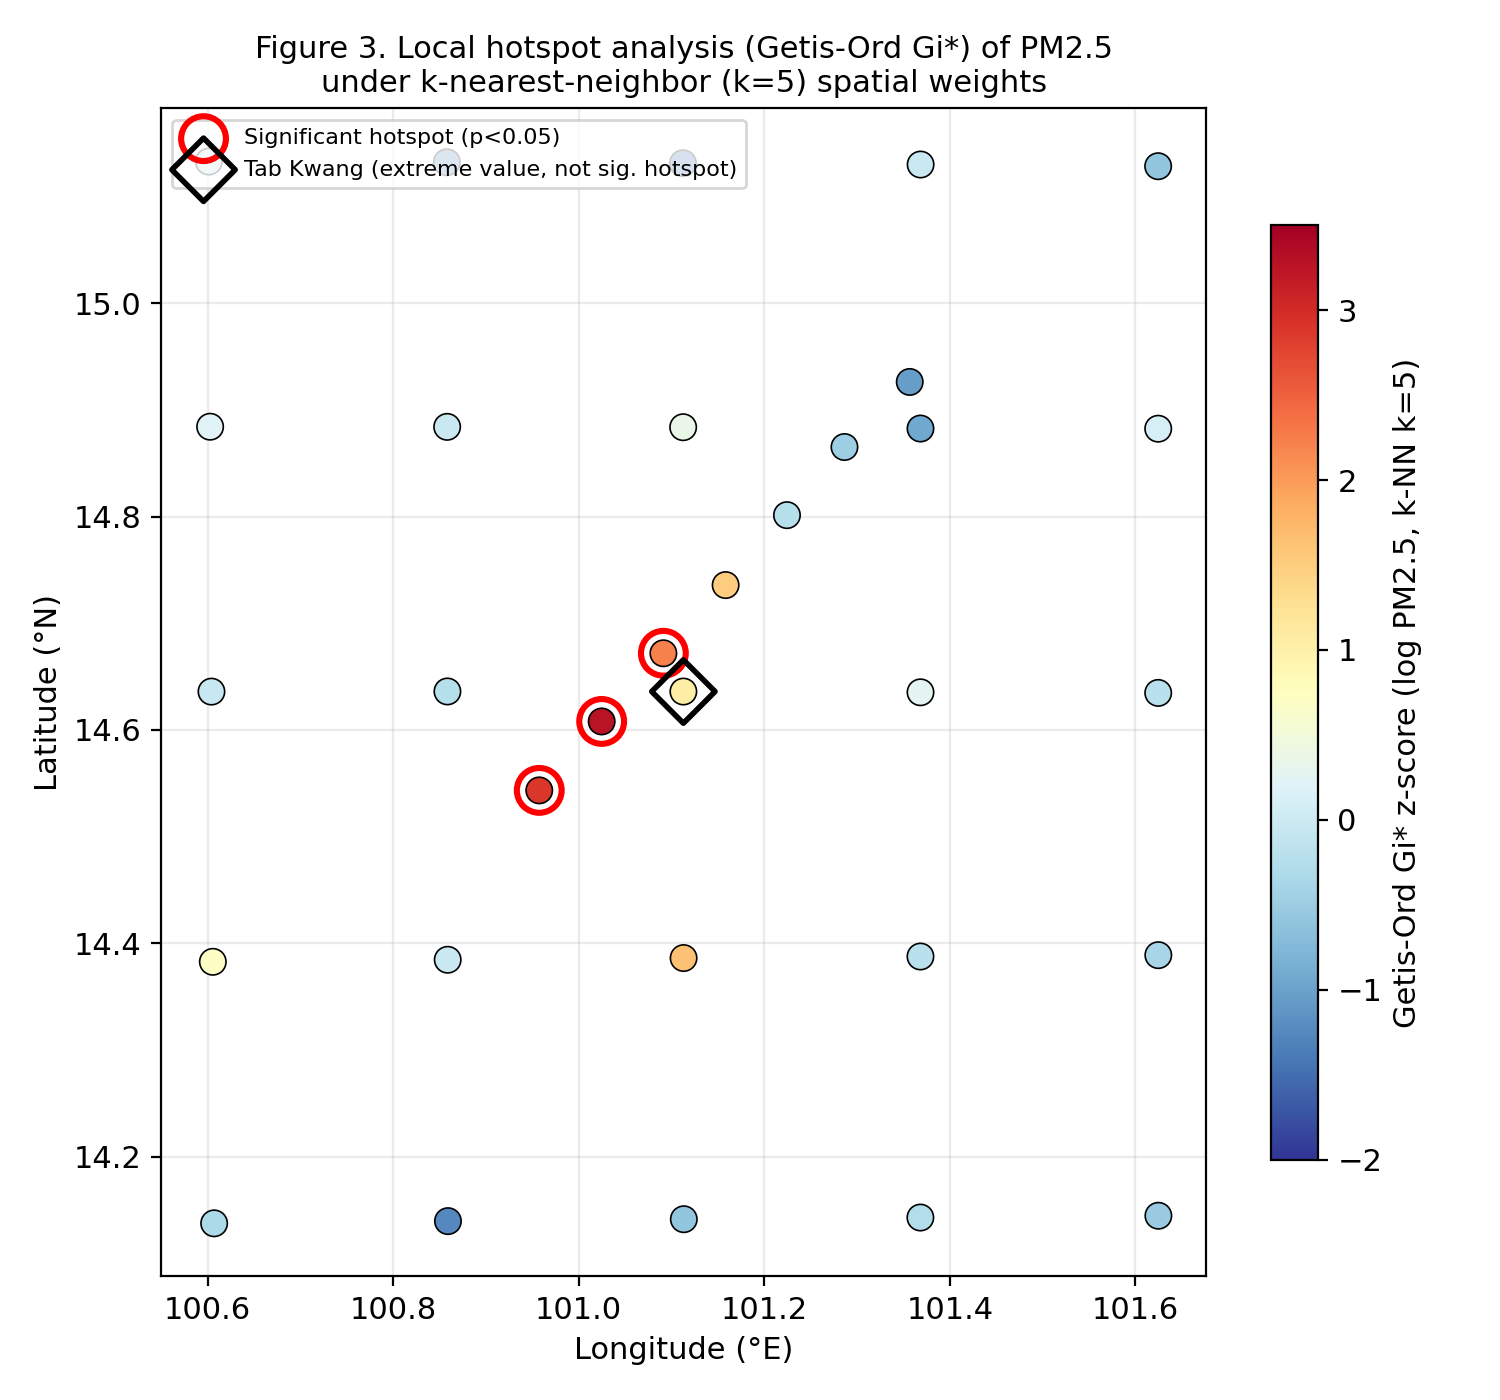 Figure 3. Local hotspot analysis (Getis-Ord Gi*) of PM2.5
under k-nearest-neighbor (k=5) spatial weights
Significant hotspot (p<0.05)
Tab Kwang (extreme value, not sig. hotspot)
15.0
14.8
14.6
14.4
14.2
Latitude (°N)
100.6
100.8
101.0
101.2
101.4
101.6
Longitude (°E)
3
2
1
0
−1
−2
Getis-Ord Gi* z-score (log PM2.5, k-NN k=5)